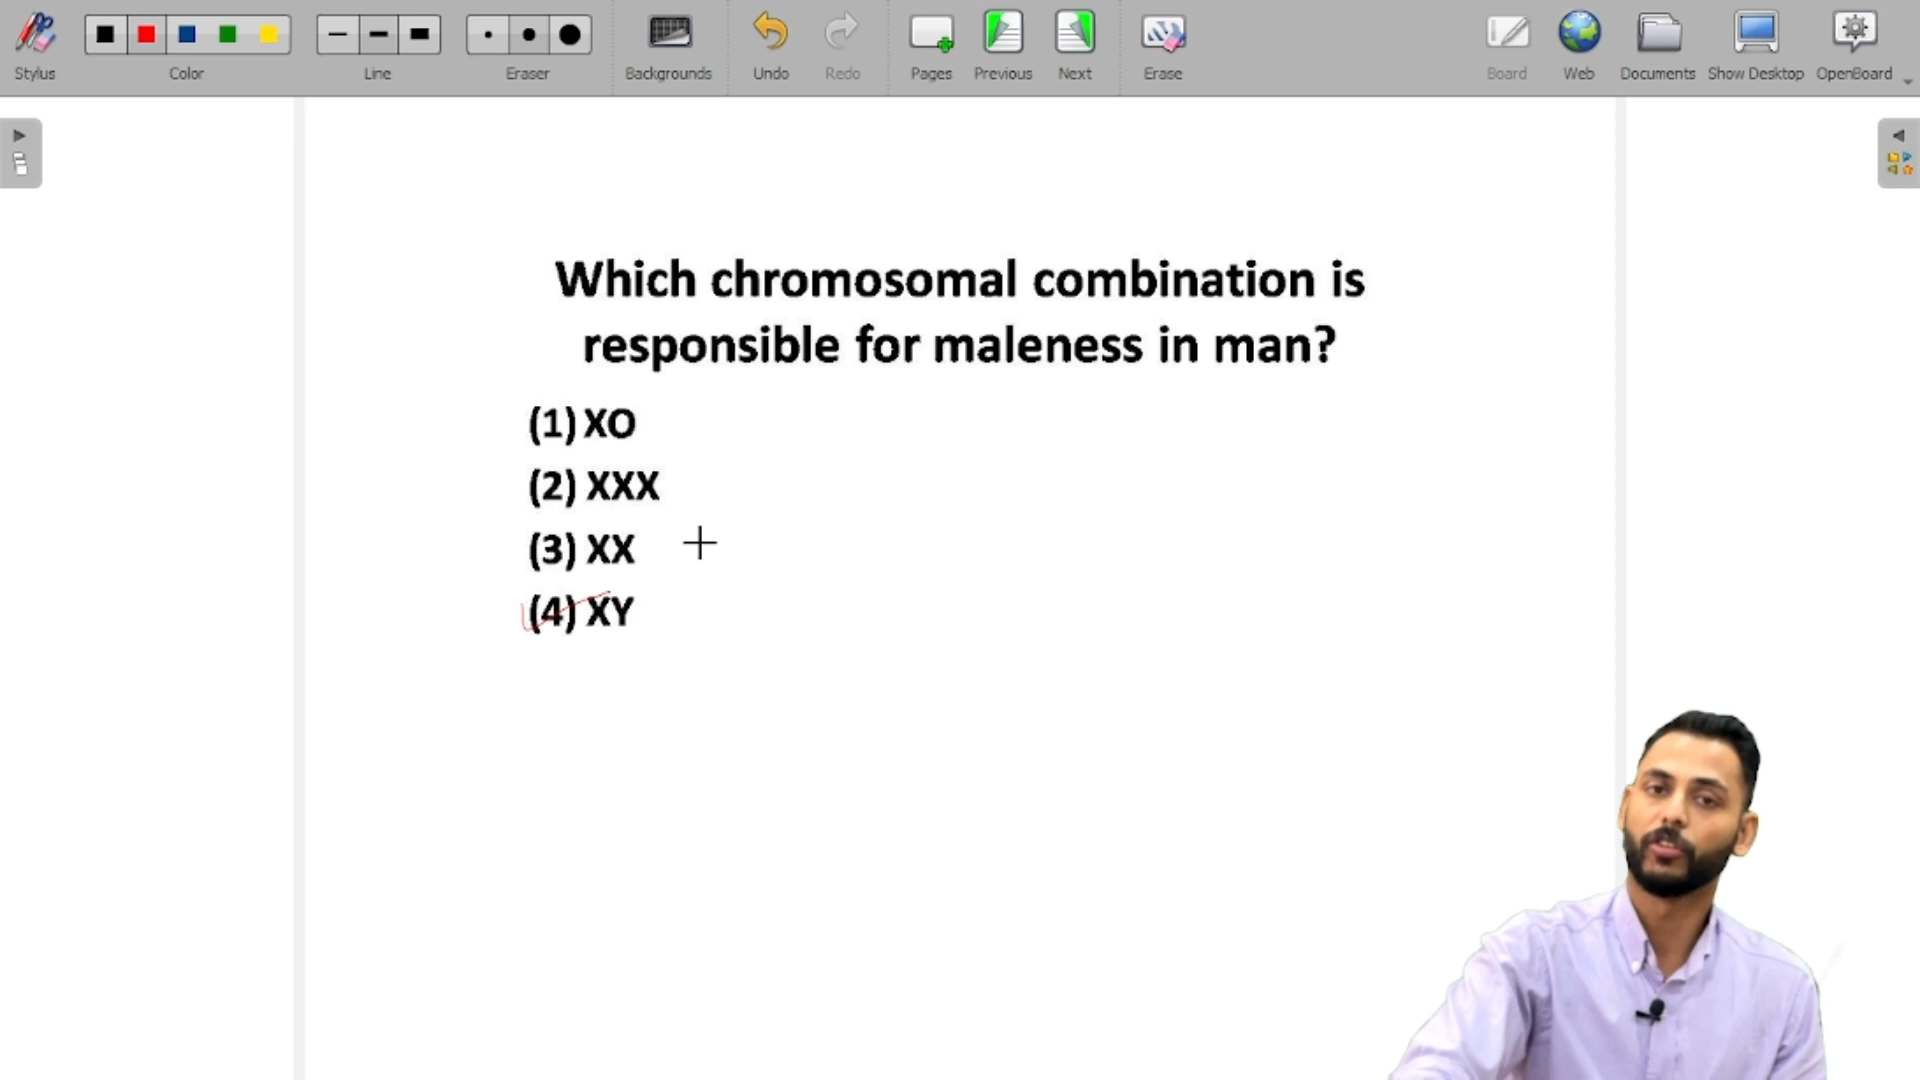 Stylus
Color
Line
Eraser
Backgrounds
Undo
Redo
Pages
Previous
Next
Erase
Board
Web
Documents
Show Desktop
OpenBoard
Which chromosomal combination is
responsible for maleness in man?
(1) XO
(2) XXX
(3) XX
(4) XY